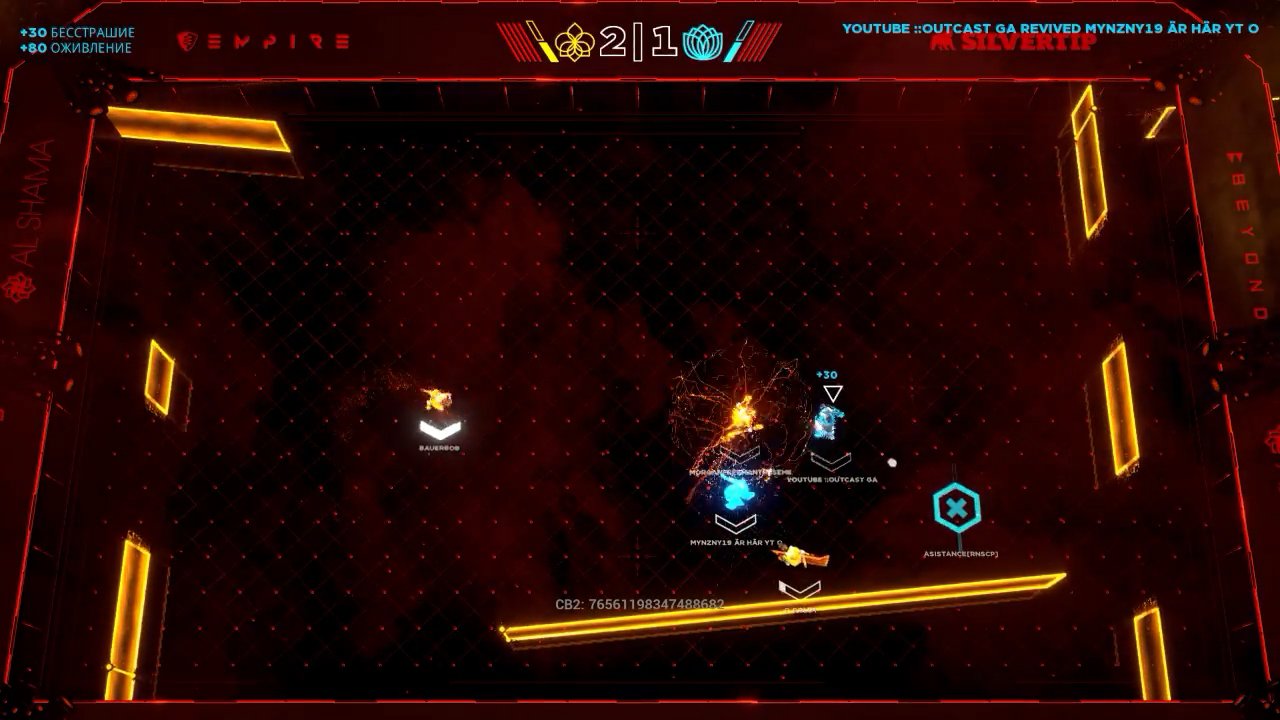 +30 БЕССТРАШИЕ
+80 ОЖИВЛЕНИЕ
EMPIRE
2|1
YOUTUBE ::OUTCAST GA REVIVED MYNZNY19 ÄR HÄR YT O
SILVERTIP
AL SHAMA
BEYOND
+30
BAUERBOB
YOUTUBE ::OUTCAST GA
MYNZNY19 ÄR HÄR YT O
ASISTANCE[RNSCP]
CB2: 76561198347488682